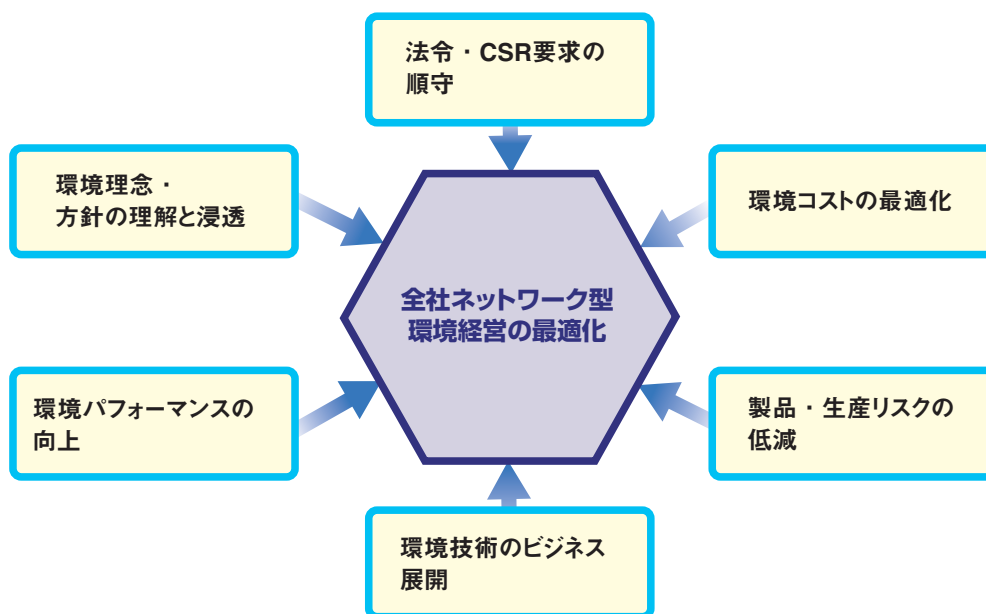 法令・CSR要求の
順守
環境理念・
方針の理解と浸透
環境コストの最適化
全社ネットワーク型
環境経営の最適化
環境パフォーマンスの
向上
製品・生産リスクの
低減
環境技術のビジネス
展開